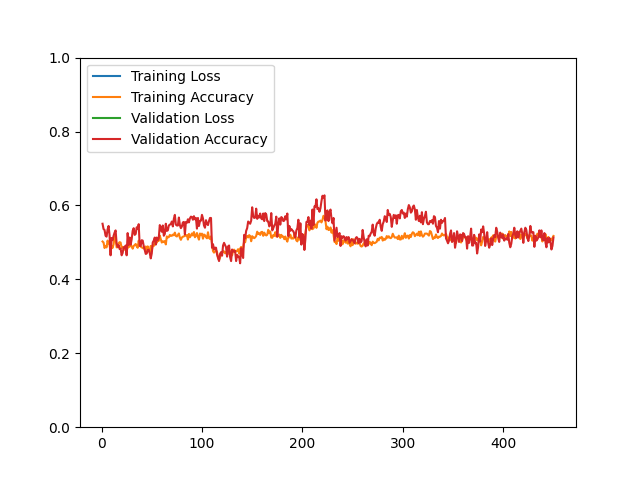 1.0
0.8
0.6
0.4
0.2
0.0
Training Loss
Training Accuracy
Validation Loss
Validation Accuracy
0 100 200 300 400